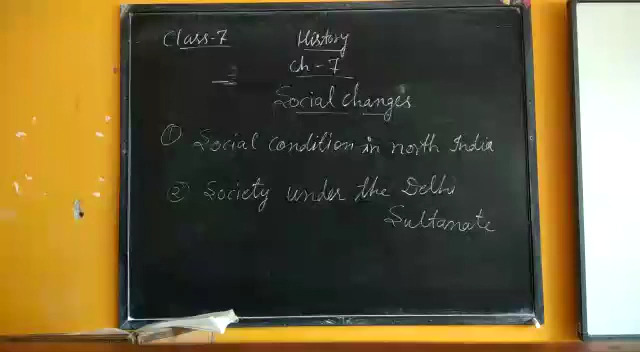 Class-7 History
ch-7
Social changes
① Social condition in north India
② Society under the Delhi
Sultanate